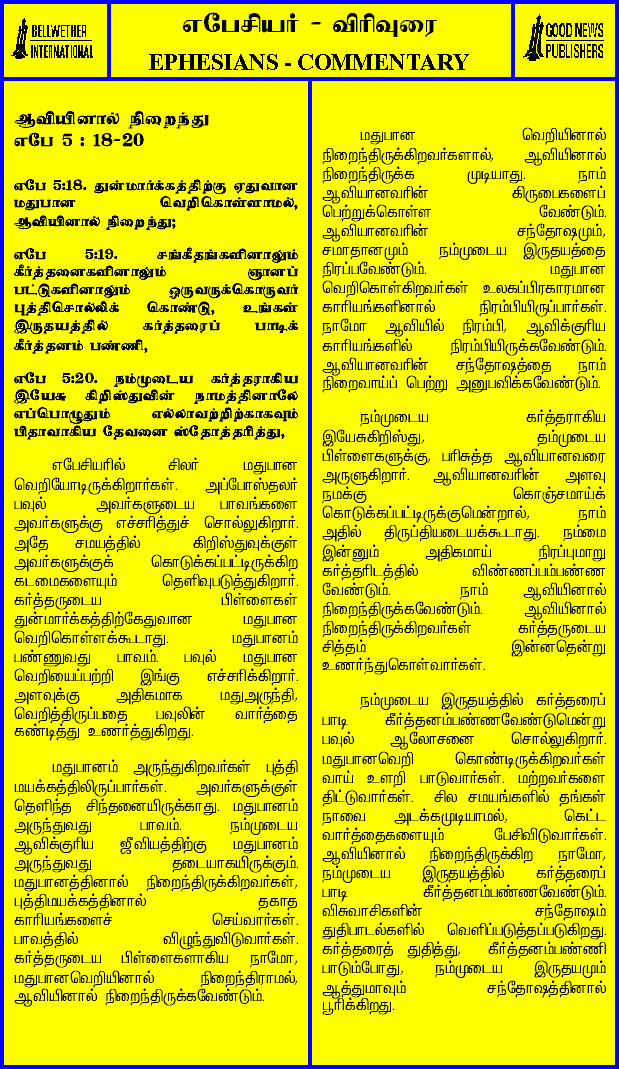 BELLWETHER
INTERNATIONAL
எபேசியர் - விரிவுரை
EPHESIANS - COMMENTARY
GOOD NEWS
PUBLISHERS
ஆவியினால் நிறைந்து
எபே 5 : 18-20
எபே 5:18. துன்மார்க்கத்திற்கு ஏதுவான
மதுபான வெறிகொள்ளாமல்,
ஆவியினால் நிறைந்து;
எபே 5:19. சங்கீதங்களினாலும்
கீர்த்தனைகளினாலும் ஞானப்
பட்டுகளினாலும் ஒருவருக்கொருவர்
புத்திசொல்லிக் கொண்டு, உங்கள்
இருதயத்தில் கர்த்தரைப் பாடிக்
கீர்த்தனம் பண்ணி,
எபே 5:20. நம்முடைய கர்த்தராகிய
இயேசு கிறிஸ்துவின் நாமத்தினாலே
எப்பொழுதும் எல்லாவற்றிற்காகவும்
பிதாவாகிய தேவனை ஸ்தோத்தரித்து,
எபேசியரில் சிலர் மதுபான
வெறியோடிருக்கிறார்கள். அப்போஸ்தலர்
பவுல் அவர்களுடைய பாவங்களை
அவர்களுக்கு எச்சரித்துச் சொல்லுகிறார்.
அதே சமயத்தில் கிறிஸ்துவுக்குள்
அவர்களுக்குக் கொடுக்கப்பட்டிருக்கிற
கடமைகளையும் தெளிவுபடுத்துகிறார்.
கர்த்தருடைய பிள்ளைகள்
துன்மார்க்கத்திற்கேதுவான மதுபான
வெறிகொள்ளக்கூடாது. மதுபானம்
பண்ணுவது பாவம். பவுல் மதுபான
வெறியைப்பற்றி இங்கு எச்சரிக்கிறார்.
அளவுக்கு அதிகமாக மதுஅருந்தி,
வெறித்திருப்பதை பவுலின் வார்த்தை
கண்டித்து உணர்த்துகிறது.
மதுபானம் அருந்துகிறவர்கள் புத்தி
மயக்கத்திலிருப்பார்கள். அவர்களுக்குள்
தெளிந்த சிந்தனையிருக்காது. மதுபானம்
அருந்துவது பாவம். நம்முடைய
ஆவிக்குரிய ஜீவியத்திற்கு மதுபானம்
அருந்துவது தடையாகயிருக்கும்.
மதுபானத்தினால் நிறைந்திருக்கிறவர்கள்,
புத்திமயக்கத்தினால் தகாத
காரியங்களைச் செய்வார்கள்.
பாவத்தில் விழுந்துவிடுவார்கள்.
கர்த்தருடைய பிள்ளைகளாகிய நாமோ,
மதுபானவெறியினால் நிறைந்திராமல்,
ஆவியினால் நிறைந்திருக்கவேண்டும்.
மதுபான வெறியினால்
நிறைந்திருக்கிறவர்களால், ஆவியினால்
நிறைந்திருக்க முடியாது. நாம்
ஆவியானவரின் கிருபைகளைப்
பெற்றுக்கொள்ள வேண்டும்.
ஆவியானவரின் சந்தோஷமும்,
சமாதானமும் நம்முடைய இருதயத்தை
நிரப்பவேண்டும். மதுபான
வெறிகொள்கிறவர்கள் உலகப்பிரகாரமான
காரியங்களினால் நிரம்பியிருப்பார்கள்.
நாமோ ஆவியில் நிரம்பி, ஆவிக்குரிய
காரியங்களில் நிரம்பியிருக்கவேண்டும்.
ஆவியானவரின் சந்தோஷத்தை நாம்
நிறைவாய்ப் பெற்று அனுபவிக்கவேண்டும்.
நம்முடைய கர்த்தராகிய
இயேசுகிறிஸ்து, தம்முடைய
பிள்ளைகளுக்கு, பரிசுத்த ஆவியானவரை
அருளுகிறார். ஆவியானவரின் அளவு
நமக்கு கொஞ்சமாய்க்
கொடுக்கப்பட்டிருக்குமென்றால், நாம்
அதில் திருப்தியடையக்கூடாது. நம்மை
இன்னும் அதிகமாய் நிரப்புமாறு
கர்த்தரிடத்தில் விண்ணப்பம்பண்ண
வேண்டும். நாம் ஆவியினால்
நிறைந்திருக்கவேண்டும். ஆவியினால்
நிறைந்திருக்கிறவர்கள் கர்த்தருடைய
சித்தம் இன்னதென்று
உணர்ந்துகொள்வார்கள்.
நம்முடைய இருதயத்தில் கர்த்தரைப்
பாடி கீர்த்தனம்பண்ணவேண்டுமென்று
பவுல் ஆலோசனை சொல்லுகிறார்.
மதுபானவெறி கொண்டிருக்கிறவர்கள்
வாய் உளறி பாடுவார்கள். மற்றவர்களை
திட்டுவார்கள். சில சமயங்களில் தங்கள்
நாவை அடக்கமுடியாமல், கெட்ட
வார்த்தைகளையும் பேசிவிடுவார்கள்.
ஆவியினால் நிறைந்திருக்கிற நாமோ,
நம்முடைய இருதயத்தில் கர்த்தரைப்
பாடி கீர்த்தனம்பண்ணவேண்டும்.
விசுவாசிகளின் சந்தோஷம்
துதிபாடல்களில் வெளிப்படுத்தப்படுகிறது.
கர்த்தரைத் துதித்து, கீர்த்தனம்பண்ணி
பாடும்போது, நம்முடைய இருதயமும்
ஆத்துமாவும் சந்தோஷத்தினால்
பூரிக்கிறது.